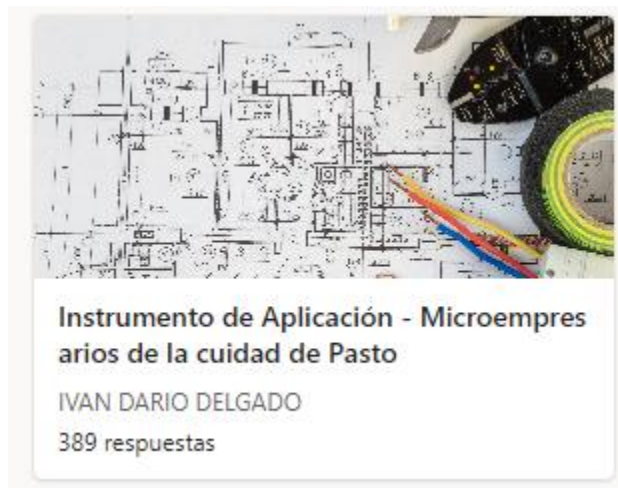 Instrumento de Aplicación - Microempres
arios de la cuidad de Pasto
IVAN DARIO DELGADO
389 respuestas